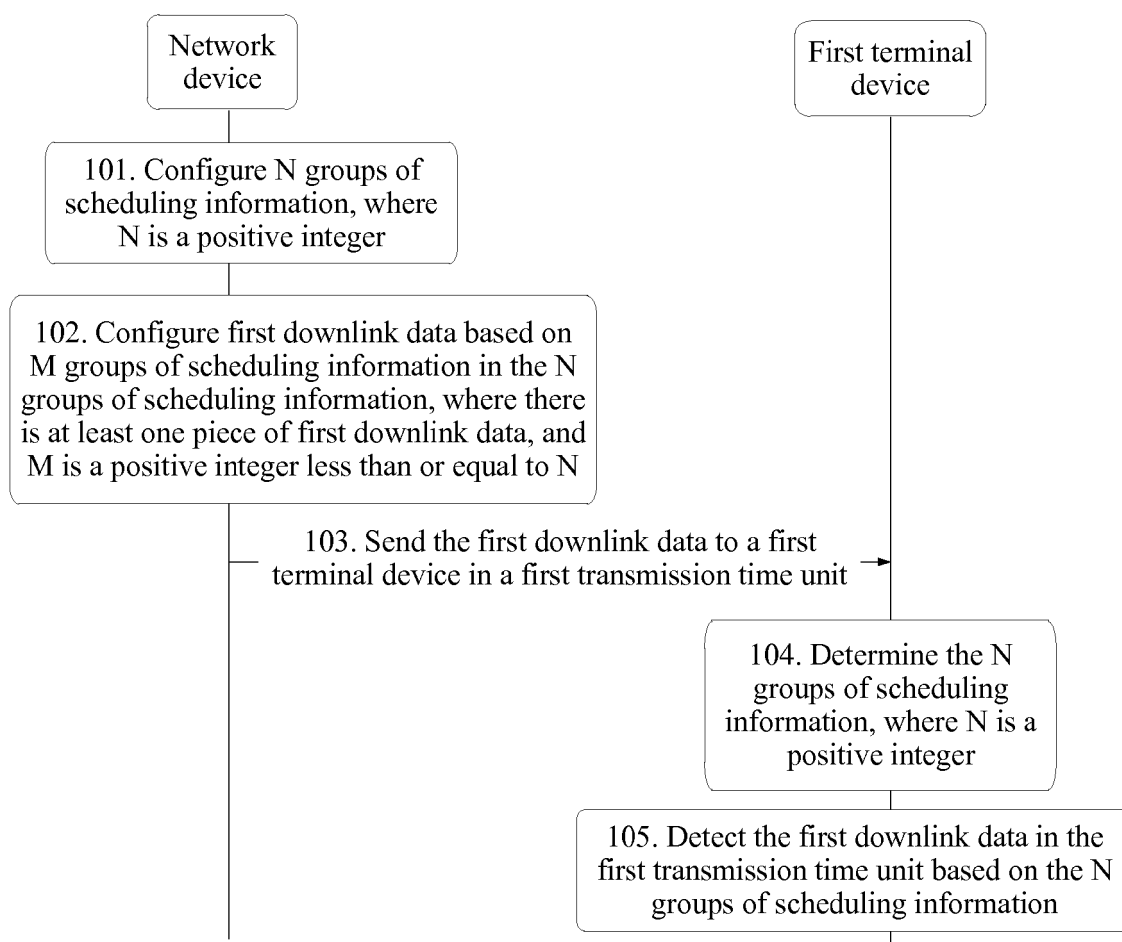 Network
device
First terminal
device
101. Configure N groups of
scheduling information, where
N is a positive integer
102. Configure first downlink data based on
M groups of scheduling information in the N
groups of scheduling information, where there
is at least one piece of first downlink data, and
M is a positive integer less than or equal to N
103. Send the first downlink data to a first
terminal device in a first transmission time unit
104. Determine the N
groups of scheduling
information, where N is a
positive integer
105. Detect the first downlink data in the
first transmission time unit based on the N
groups of scheduling information